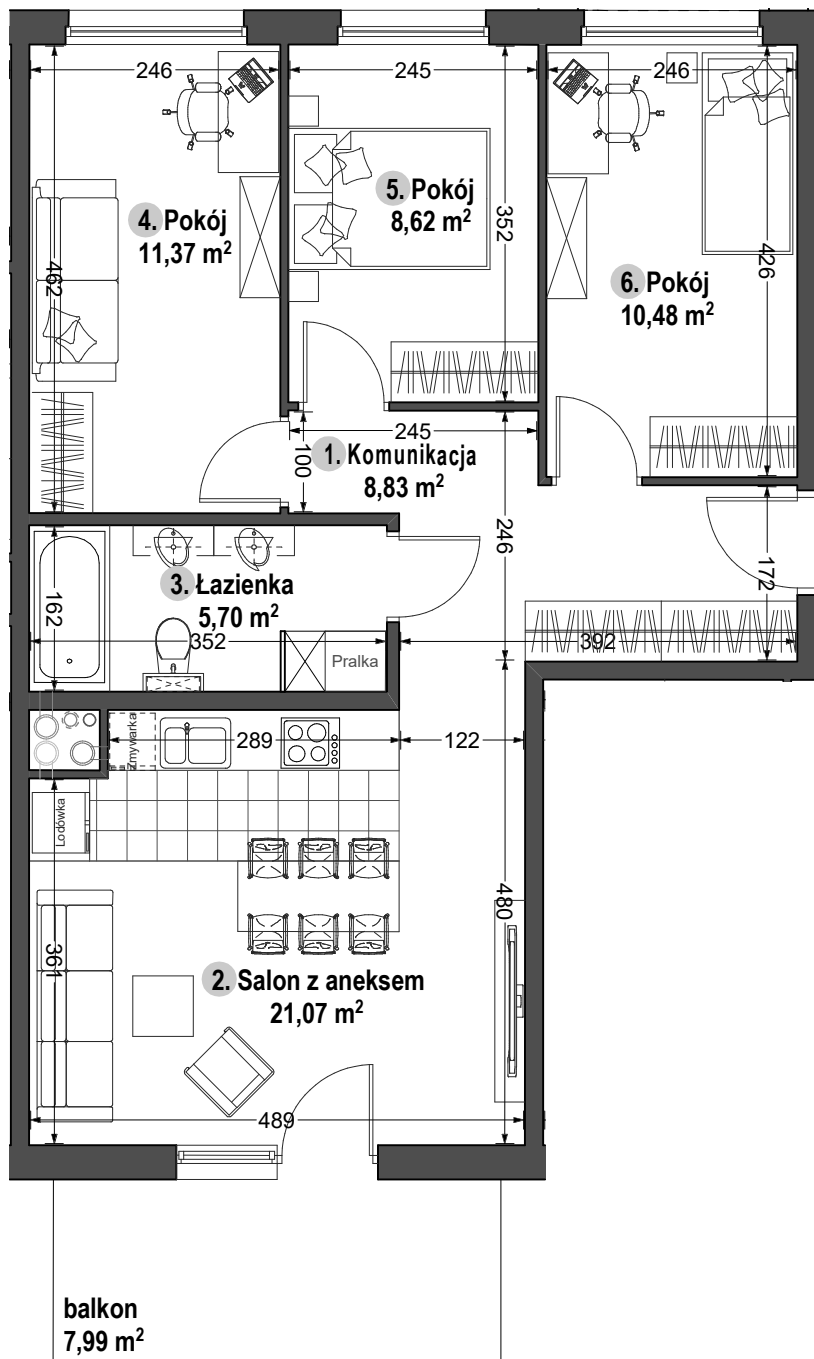 246
245
246
4. Pokój
11,37 m²
462
5. Pokój
8,62 m²
352
6. Pokój
10,48 m²
426
245
100
1. Komunikacja
8,83 m²
246
172
3. Łazienka
5,70 m²
162
352
Pralka
392
Zmywarka
289
122
Lodówka
361
480
2. Salon z aneksem
21,07 m²
489
balkon
7,99 m²